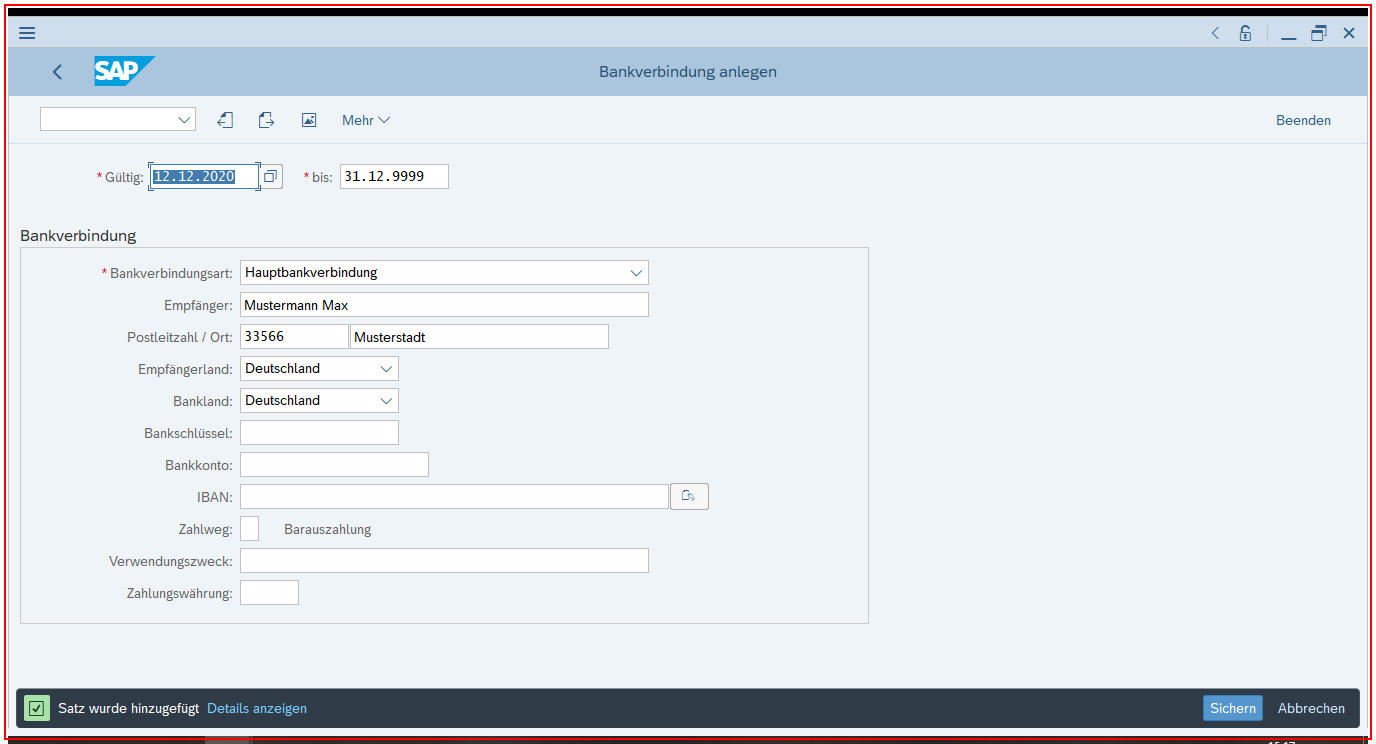 SAP
Bankverbindung anlegen
Mehr
Beenden
* Gültig: 12.12.2020 * bis: 31.12.9999
Bankverbindung
* Bankverbindungsart: Hauptbankverbindung
Empfänger: Mustermann Max
Postleitzahl / Ort: 33566 Musterstadt
Empfängerland: Deutschland
Bankland: Deutschland
Bankschlüssel:
Bankkonto:
IBAN:
Zahlweg: Barauszahlung
Verwendungszweck:
Zahlungswährung:
Satz wurde hinzugefügt Details anzeigen Sichern Abbrechen